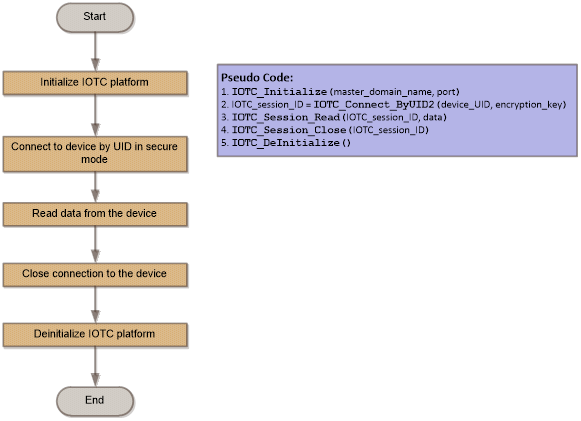 Start
Initialize IOTC platform
Connect to device by UID in secure
mode
Read data from the device
Close connection to the device
Deinitialize IOTC platform
End
Pseudo Code:
1. IOTC_Initialize (master_domain_name, port)
2. IOTC_session_ID = IOTC_Connect_ByUID2 (device_UID, encryption_key)
3. IOTC_Session_Read (IOTC_session_ID, data)
4. IOTC_Session_Close (IOTC_session_ID)
5. IOTC_DeInitialize ()